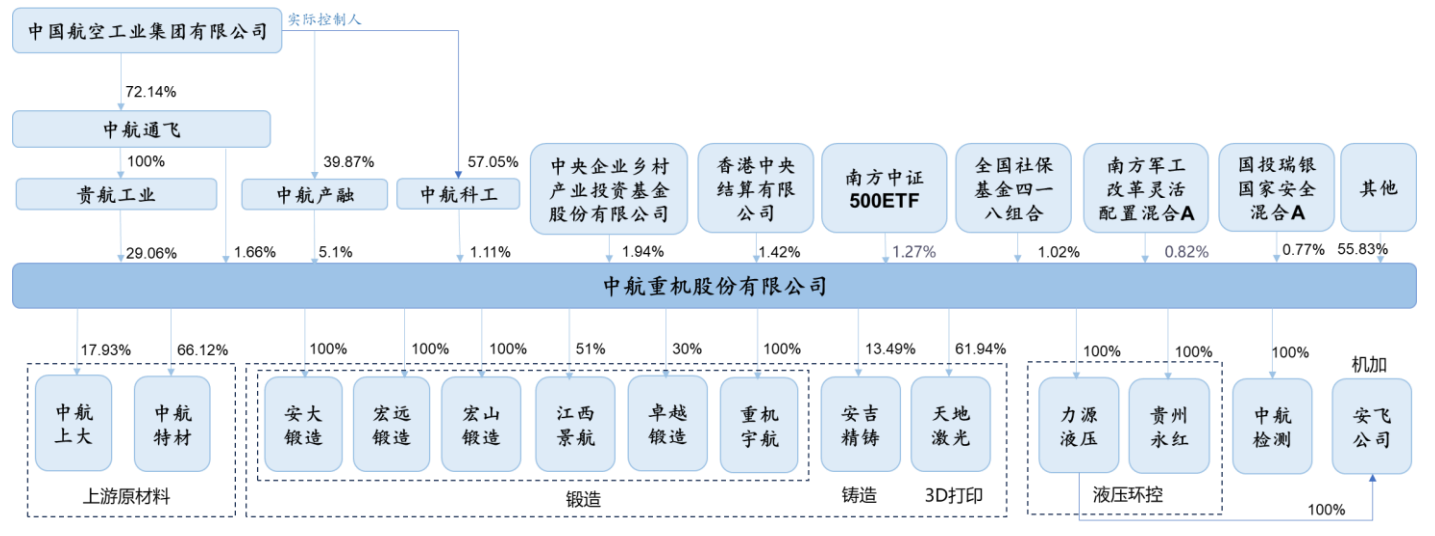 中国航空工业集团有限公司
实际控制人
72.14%
中航通飞
100%
39.87%
57.05%
贵航工业
中航产融
中航科工
中央企业乡村
产业投资基金
股份有限公司
香港中央
结算有限
公司
南方中证
500ETF
全国社保
基金四一
八组合
南方军工
改革灵活
配置混合A
国投瑞银
国家安全
混合A
其他
29.06%
1.66%
5.1%
1.11%
1.94%
1.42%
1.27%
1.02%
0.82%
0.77%
55.83%
中航重机股份有限公司
17.93%
66.12%
100%
100%
100%
51%
30%
100%
13.49%
61.94%
100%
100%
100%
机加
中航
上大
中航
特材
安大
锻造
宏远
锻造
宏山
锻造
江西
景航
卓越
锻造
重机
宇航
安吉
精铸
天地
激光
力源
液压
贵州
永红
中航
检测
安飞
公司
上游原材料
锻造
铸造
3D打印
液压环控
100%